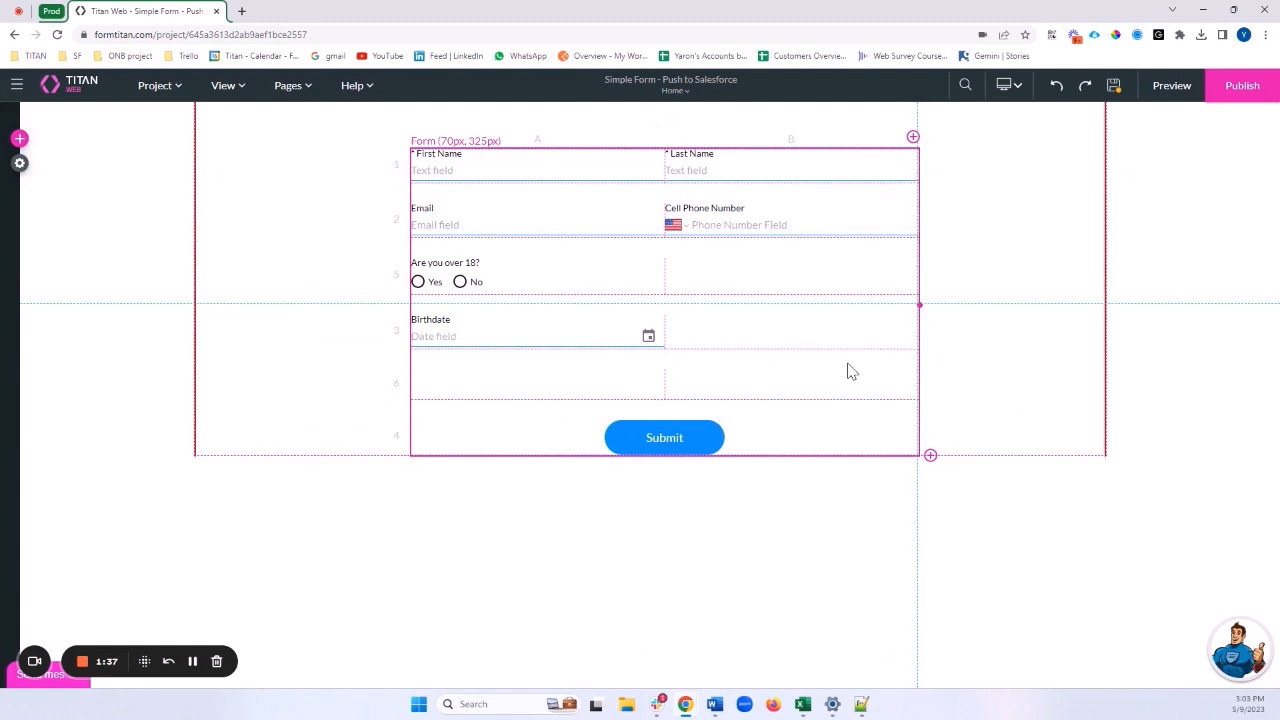 Prod
Titan Web - Simple Form - Push
formtitan.com/project/645a3613d2ab9aef1bce2557
TITAN
SF
ONB project
Trello
Titan - Calendar - F...
gmail
YouTube
Feed | LinkedIn
WhatsApp
Overview - My Wor...
Yaron's Accounts b...
Customers Overvie...
Web Survey Course...
Gemini | Stories
TITAN
WEB
Project
View
Pages
Help
Simple Form - Push to Salesforce
Home
Preview
Publish
Form (70px, 325px)
A
B
1
* First Name
* Last Name
Text field
Text field
2
Email
Cell Phone Number
Email field
Phone Number Field
5
Are you over 18?
Yes
No
3
Birthdate
Date field
6
4
Submit
1:37
Search
3:03 PM
5/9/2023